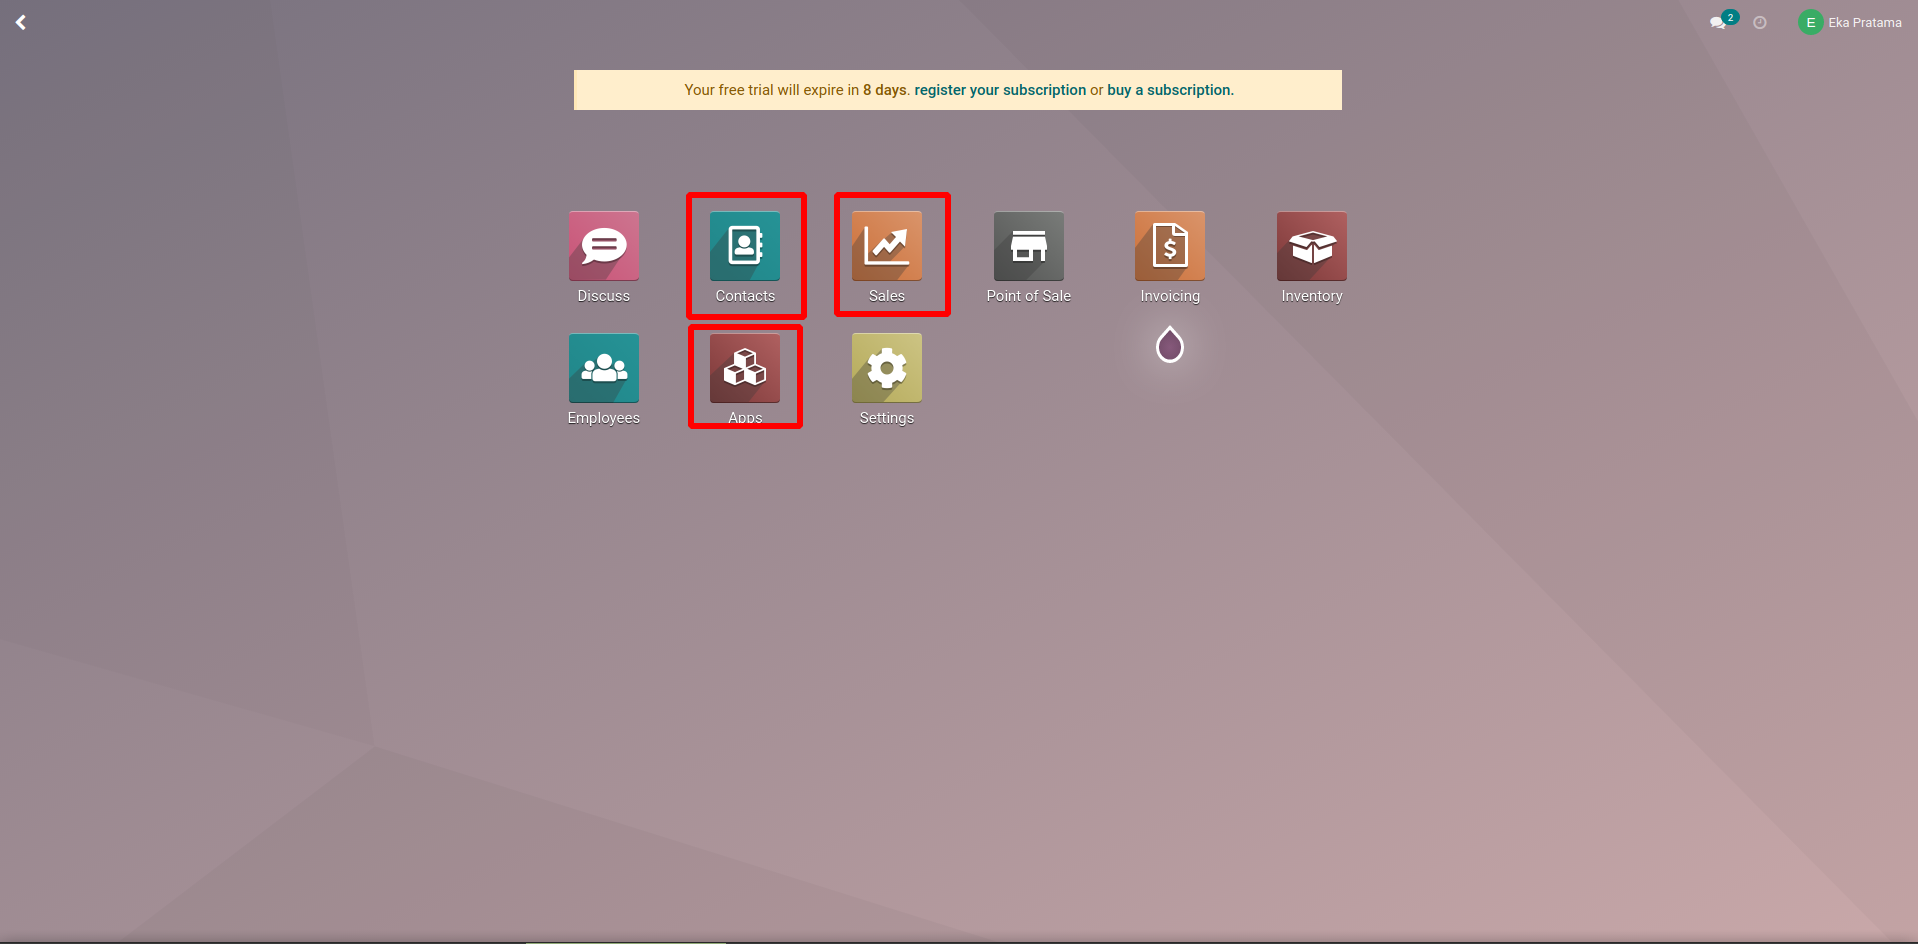 2
E Eka Pratama
Your free trial will expire in 8 days. register your subscription or buy a subscription.
Discuss Contacts Sales Point of Sale Invoicing Inventory
Employees Apps Settings